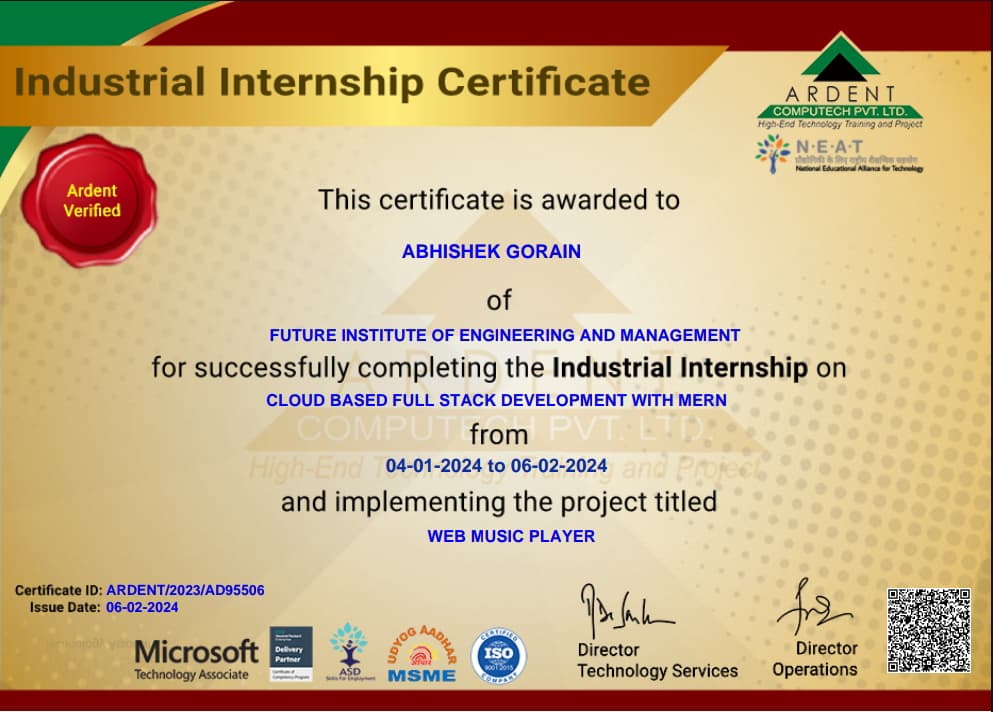 Industrial Internship Certificate
ARDENT
COMPUTECH PVT. LTD.
High-End Technology Training and Project
N·E·A·T
प्रौद्योगिकी के लिए राष्ट्रीय शैक्षणिक सहयोग
National Educational Alliance for Technology
Ardent
Verified
This certificate is awarded to
ABHISHEK GORAIN
of
FUTURE INSTITUTE OF ENGINEERING AND MANAGEMENT
for successfully completing the Industrial Internship on
CLOUD BASED FULL STACK DEVELOPMENT WITH MERN
from
04-01-2024 to 06-02-2024
and implementing the project titled
WEB MUSIC PLAYER
ARDENT
COMPUTECH PVT. LTD.
High-End Technology Training and Project
Certificate ID: ARDENT/2023/AD95506
Issue Date: 06-02-2024
Microsoft
Technology Associate
Delivery
Partner
ASD
Skills for Employment
UDYOG AADHAR
MSME
CERTIFIED
ISO
9001:2015
COMPANY
Director
Technology Services
Director
Operations